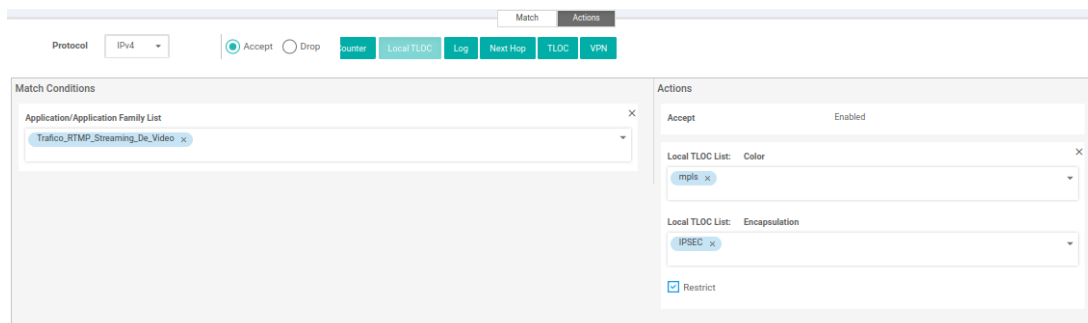 Match Actions
Protocol IPv4 Accept Drop ounter Local TLOC Log Next Hop TLOC VPN
Match Conditions Actions
Application/Application Family List × Accept Enabled
Trafico_RTMP_Streaming_De_Video ×
Local TLOC List: Color ×
mpls ×
Local TLOC List: Encapsulation
IPSEC ×
Restrict